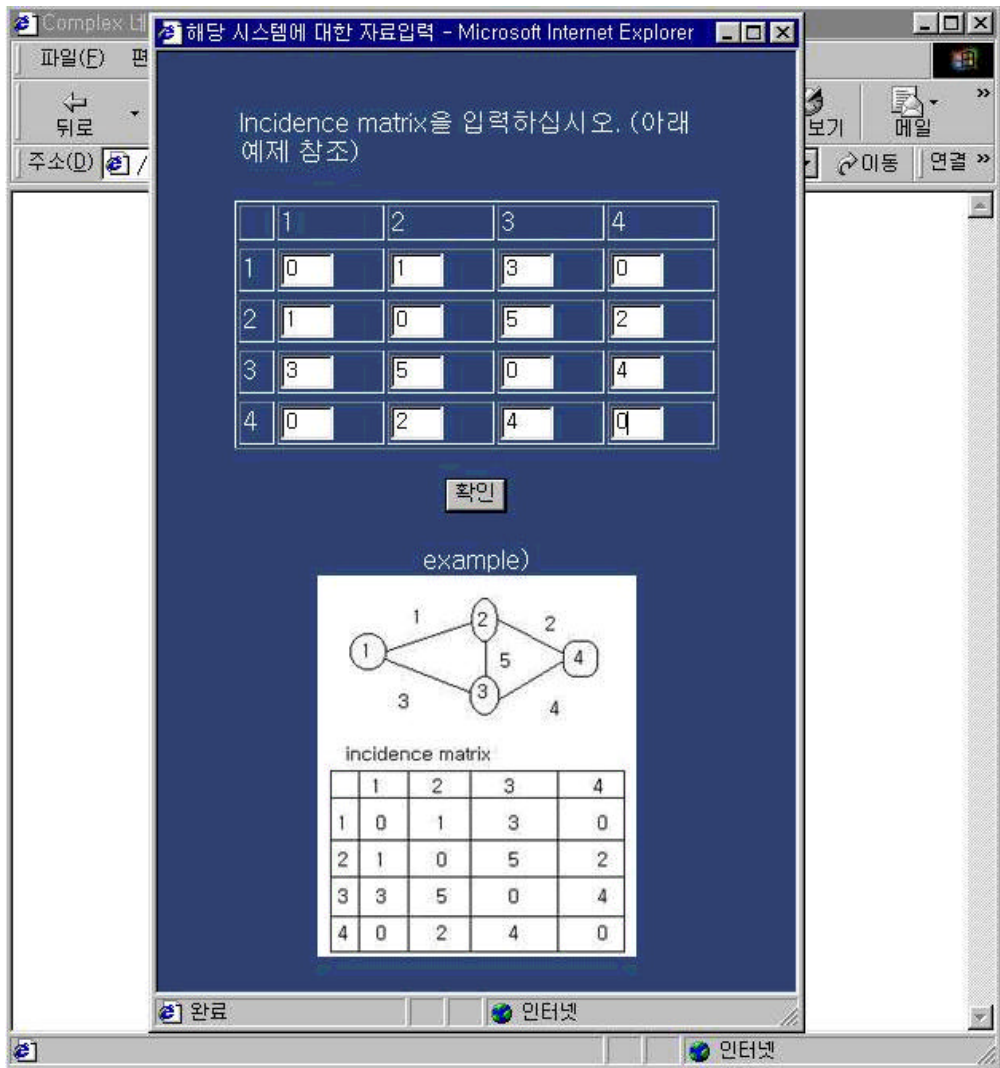 Complex 네
해당 시스템에 대한 자료입력 - Microsoft Internet Explorer
파일(F) 편
뒤로
보기
메일
»
주소(D) /
이동
연결 »
Incidence matrix을 입력하십시오. (아래
예제 참조)
1 2 3 4
1 0 1 3 0
2 1 0 5 2
3 3 5 0 4
4 0 2 4 0
확인
example)
1 2 2
1 5 4
3 3 4
incidence matrix
1 2 3 4
1 0 1 3 0
2 1 0 5 2
3 3 5 0 4
4 0 2 4 0
완료
인터넷
인터넷